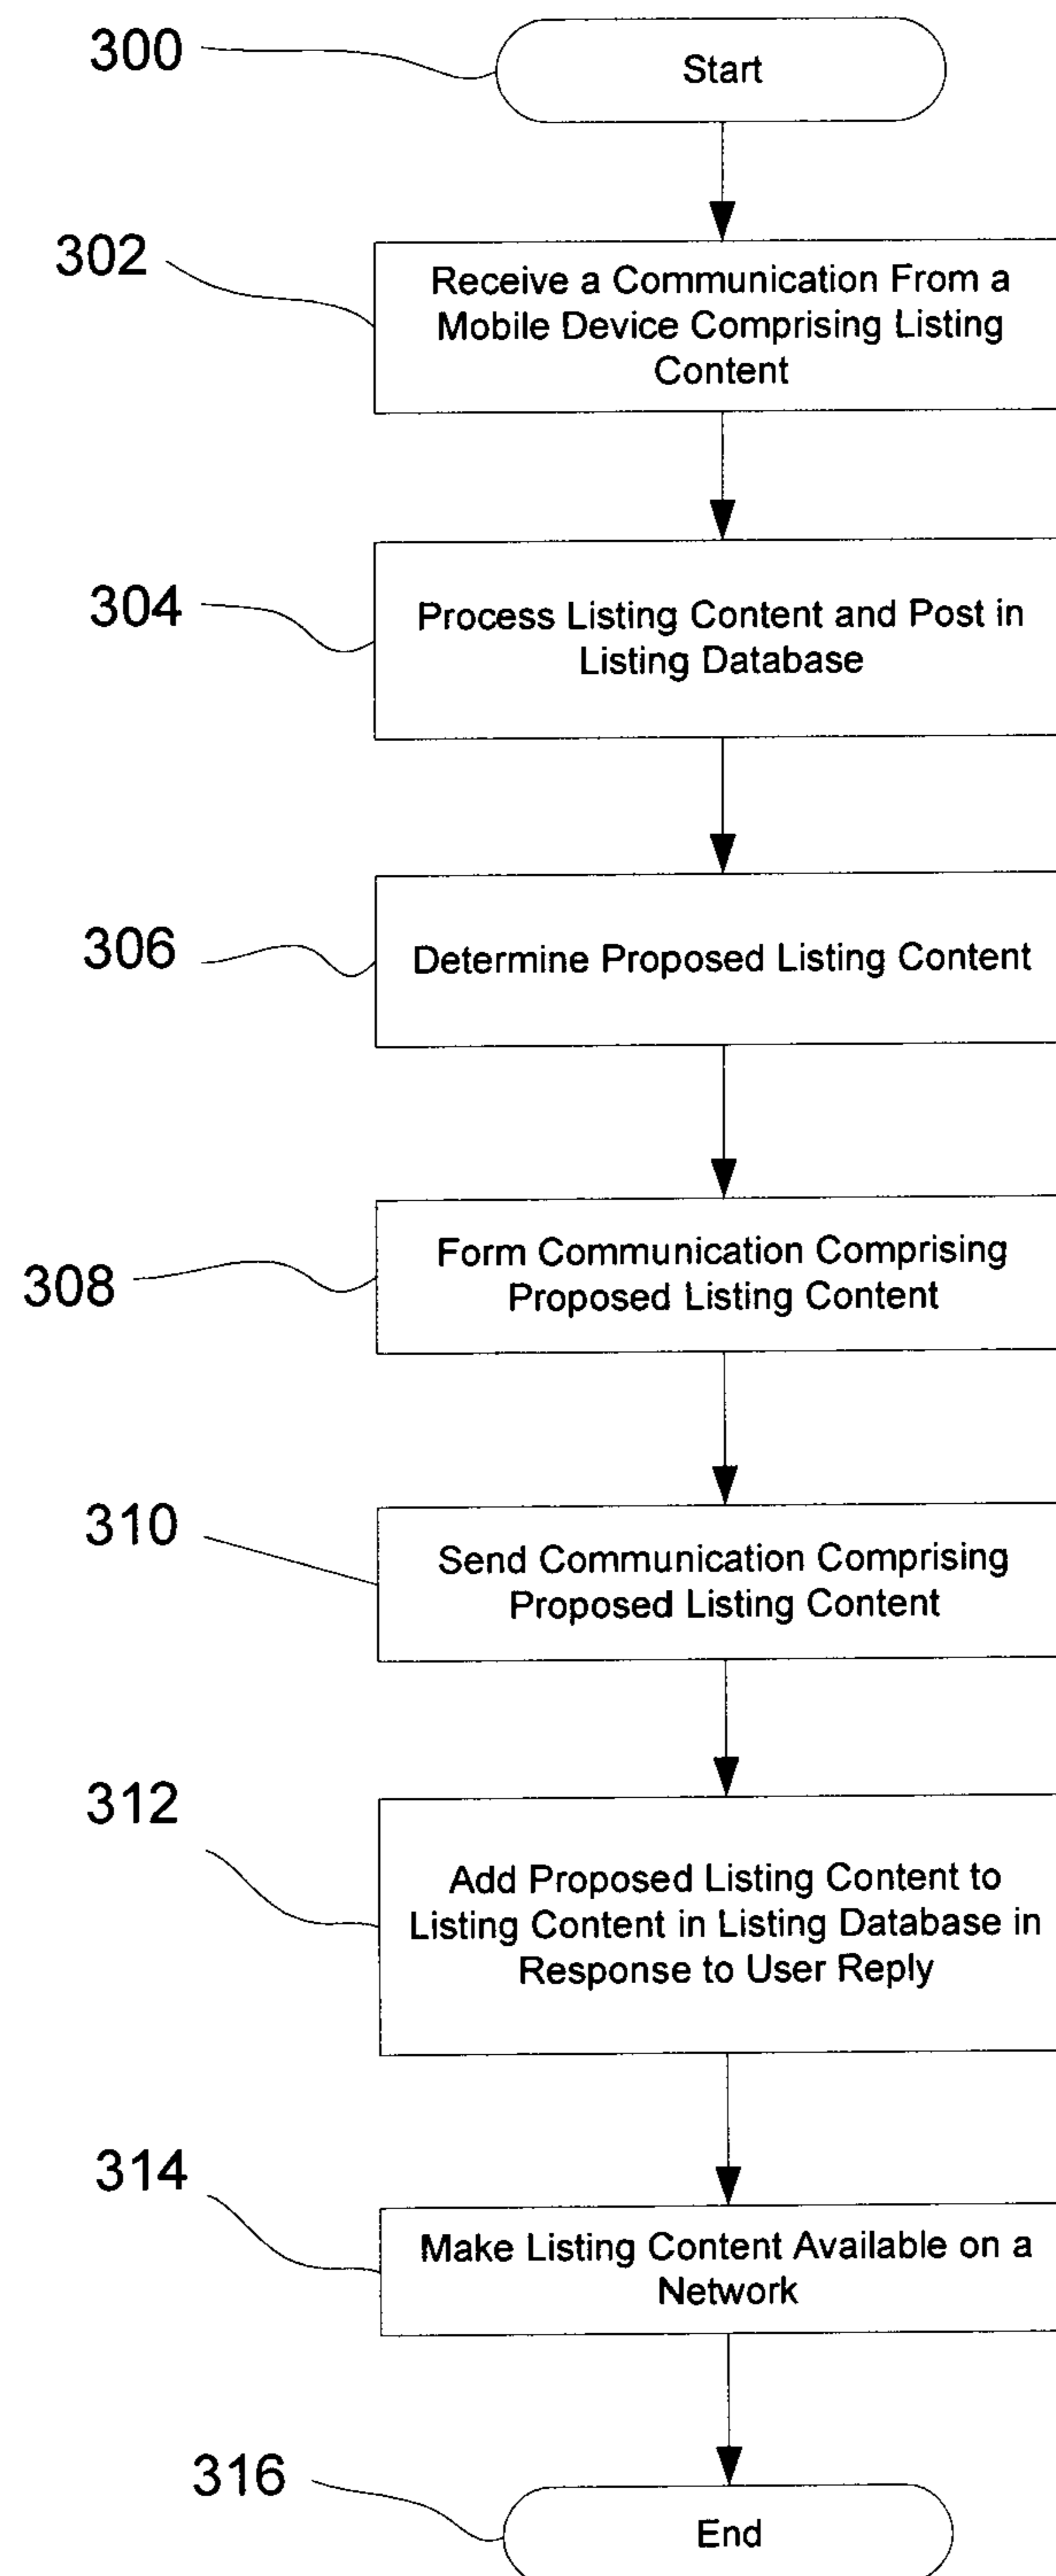 300
Start
302
Receive a Communication From a
Mobile Device Comprising Listing
Content
304
Process Listing Content and Post in
Listing Database
306
Determine Proposed Listing Content
308
Form Communication Comprising
Proposed Listing Content
310
Send Communication Comprising
Proposed Listing Content
312
Add Proposed Listing Content to
Listing Content in Listing Database in
Response to User Reply
314
Make Listing Content Available on a
Network
316
End